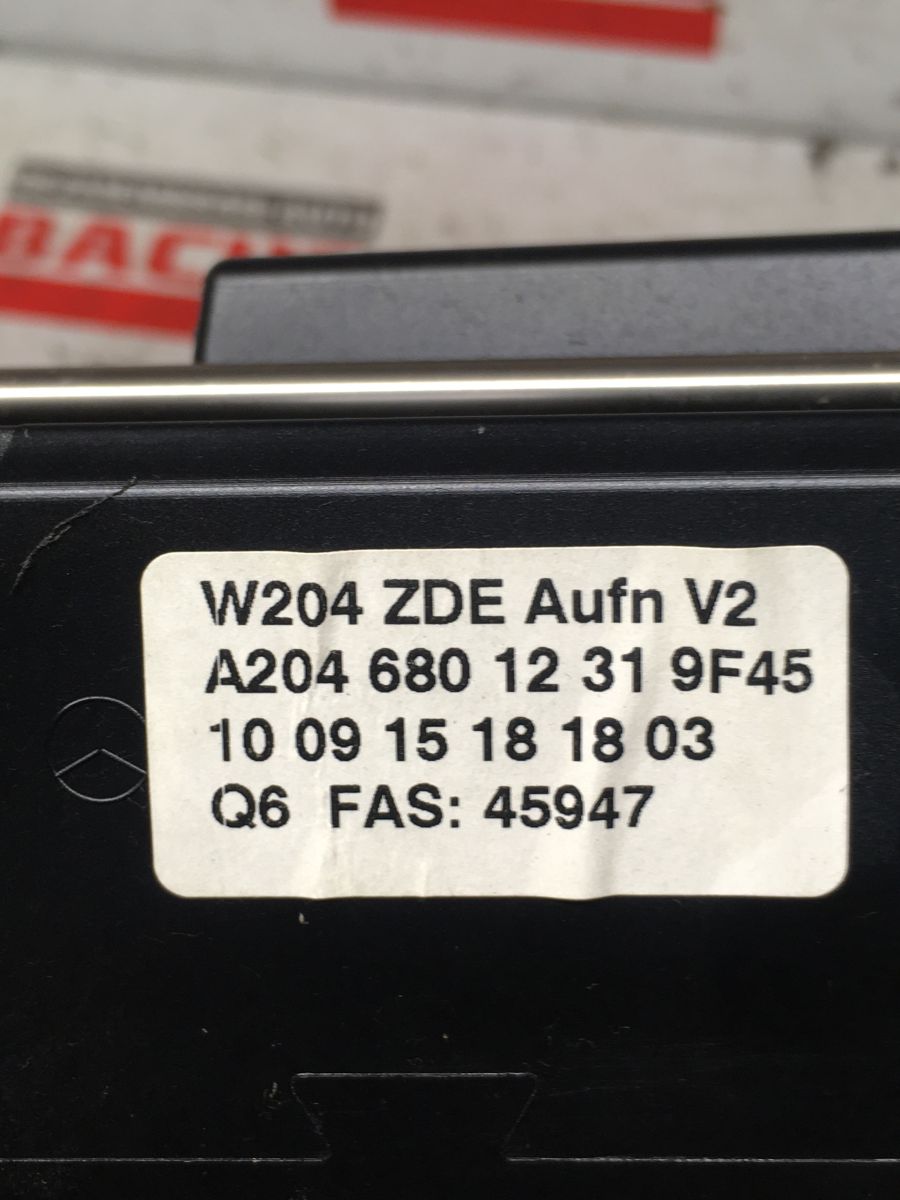 W204 ZDE Aufn V2
A204 680 12 31 9F45
10 09 15 18 18 03
Q6 FAS: 45947